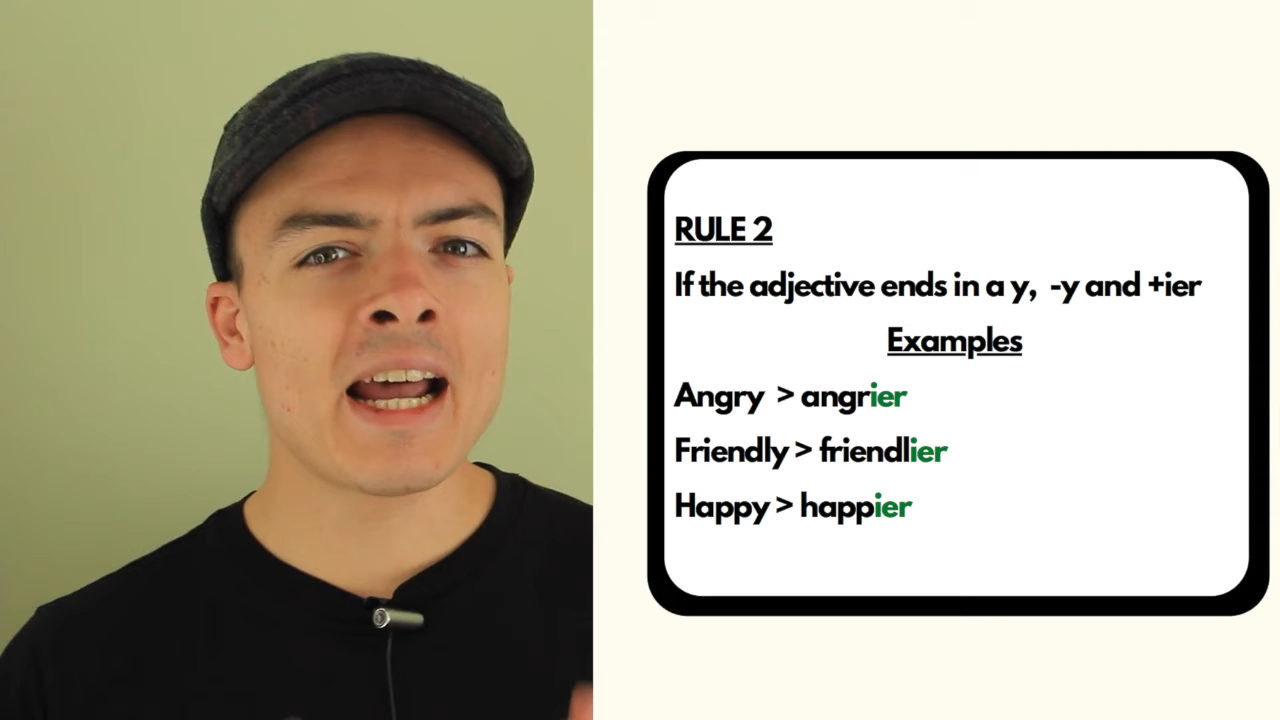 RULE 2
If the adjective ends in a y, -y and +ier
Examples
Angry > angrier
Friendly > friendlier
Happy > happier